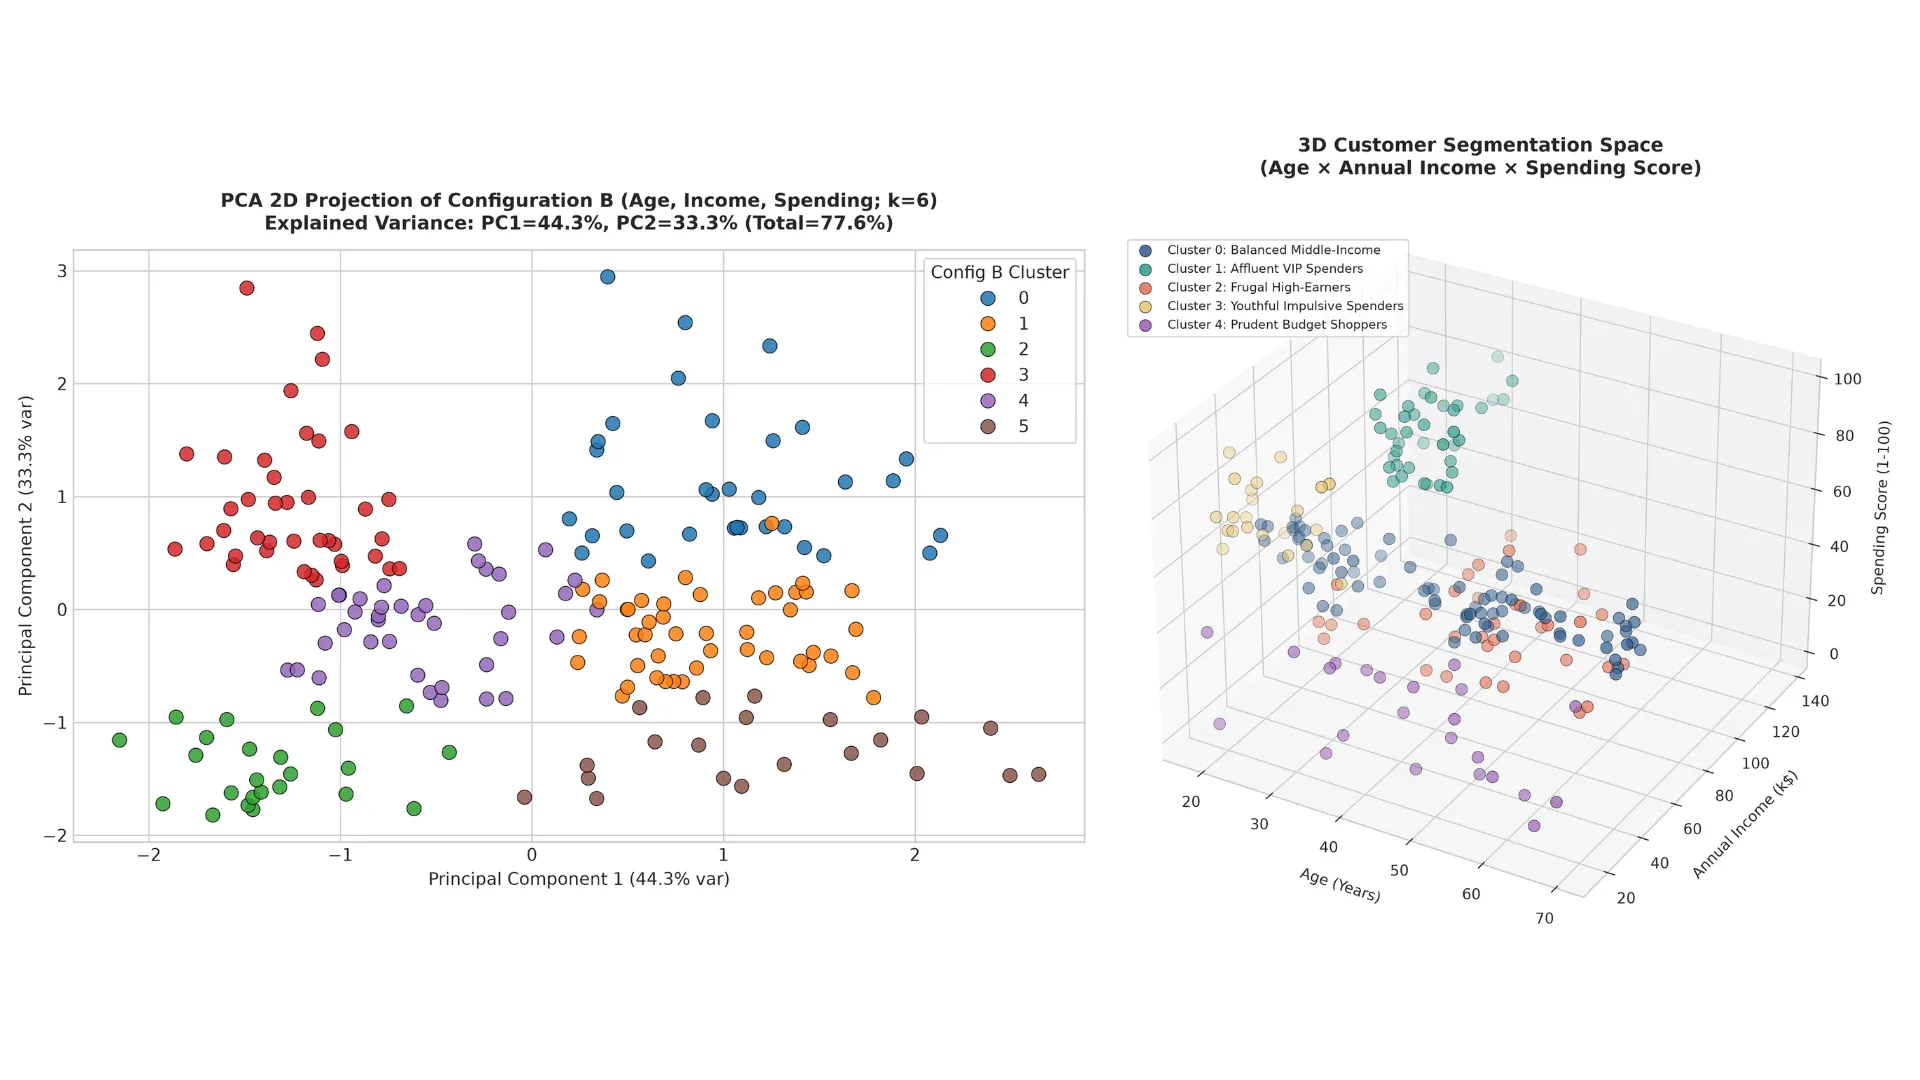 PCA 2D Projection of Configuration B (Age, Income, Spending; k=6)
Explained Variance: PC1=44.3%, PC2=33.3% (Total=77.6%)
Principal Component 2 (33.3% var)
3
2
1
0
−1
−2
−2
−1
0
1
2
Principal Component 1 (44.3% var)
Config B Cluster
0
1
2
3
4
5
3D Customer Segmentation Space
(Age × Annual Income × Spending Score)
Cluster 0: Balanced Middle-Income
Cluster 1: Affluent VIP Spenders
Cluster 2: Frugal High-Earners
Cluster 3: Youthful Impulsive Spenders
Cluster 4: Prudent Budget Shoppers
100
80
60
40
20
0
Spending Score (1-100)
140
120
100
80
60
40
20
Annual Income (k$)
20
30
40
50
60
70
Age (Years)